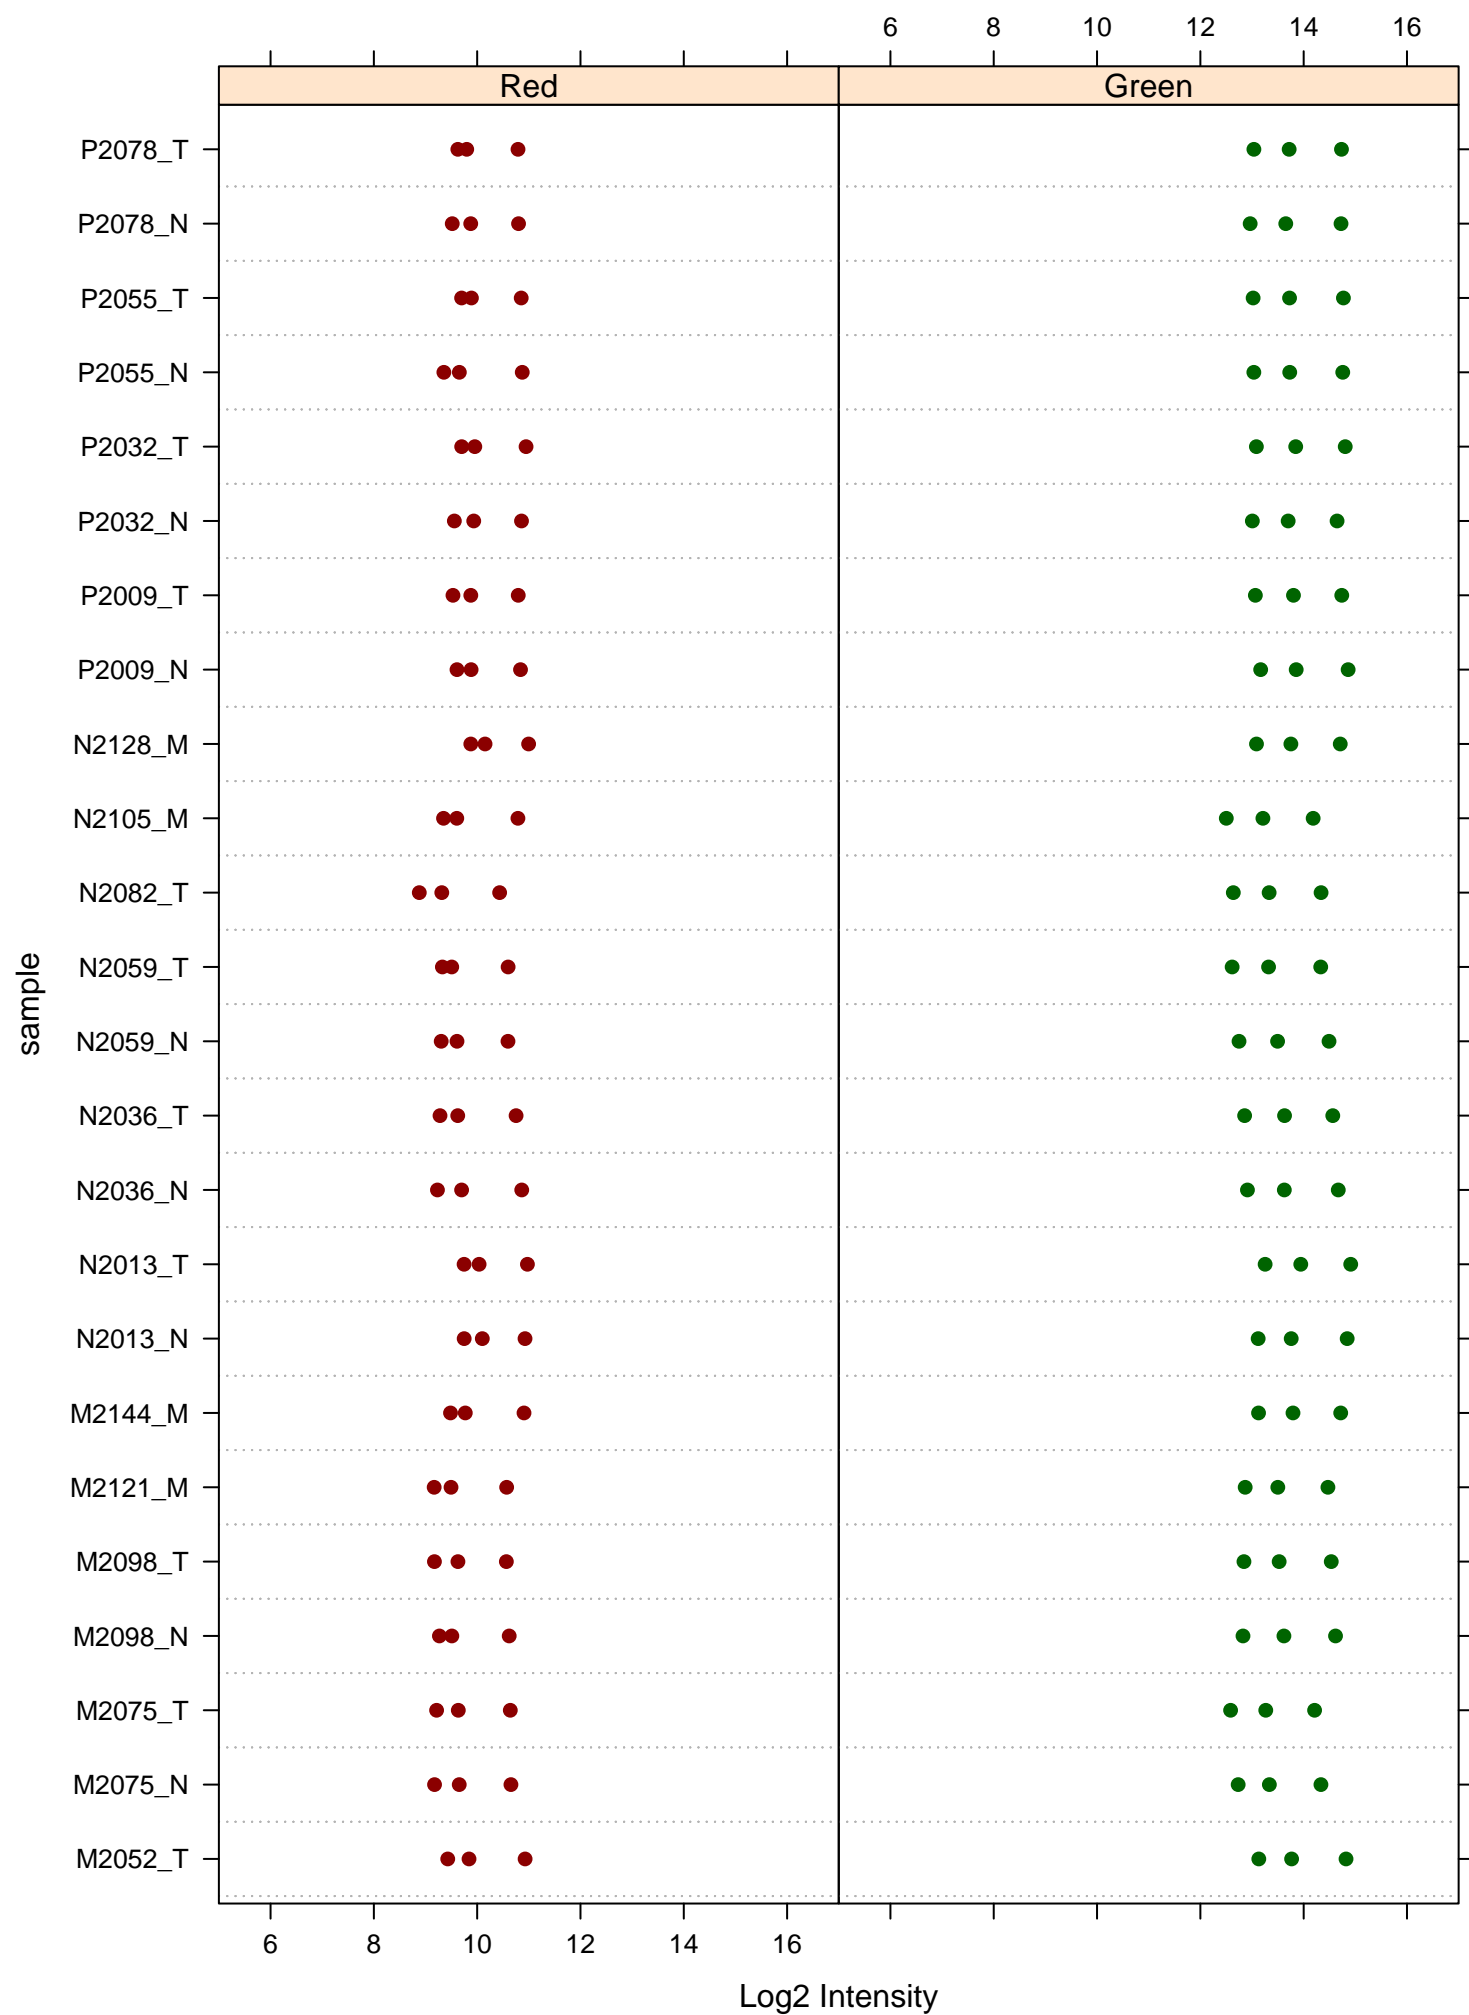 6 8 10 12 14 16
Red Green
P2078_T
P2078_N
P2055_T
P2055_N
P2032_T
P2032_N
P2009_T
P2009_N
N2128_M
N2105_M
N2082_T
N2059_T
N2059_N
N2036_T
N2036_N
N2013_T
N2013_N
M2144_M
M2121_M
M2098_T
M2098_N
M2075_T
M2075_N
M2052_T
sample
6 8 10 12 14 16
Log2 Intensity